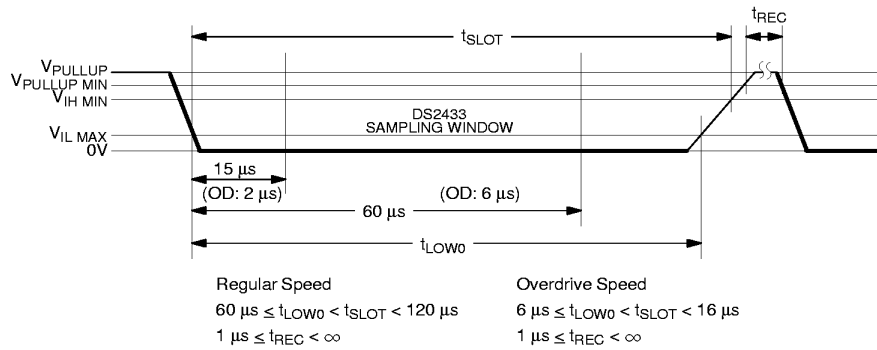 tSLOT
tREC
VPULLUP
VPULLUP MIN
VIH MIN
VIL MAX
0V
DS2433
SAMPLING WINDOW
15 μs
(OD: 2 μs)
(OD: 6 μs)
60 μs
tLOW0
Regular Speed
60 μs ≤ tLOW0 < tSLOT < 120 μs
1 μs ≤ tREC < ∞
Overdrive Speed
6 μs ≤ tLOW0 < tSLOT < 16 μs
1 μs ≤ tREC < ∞